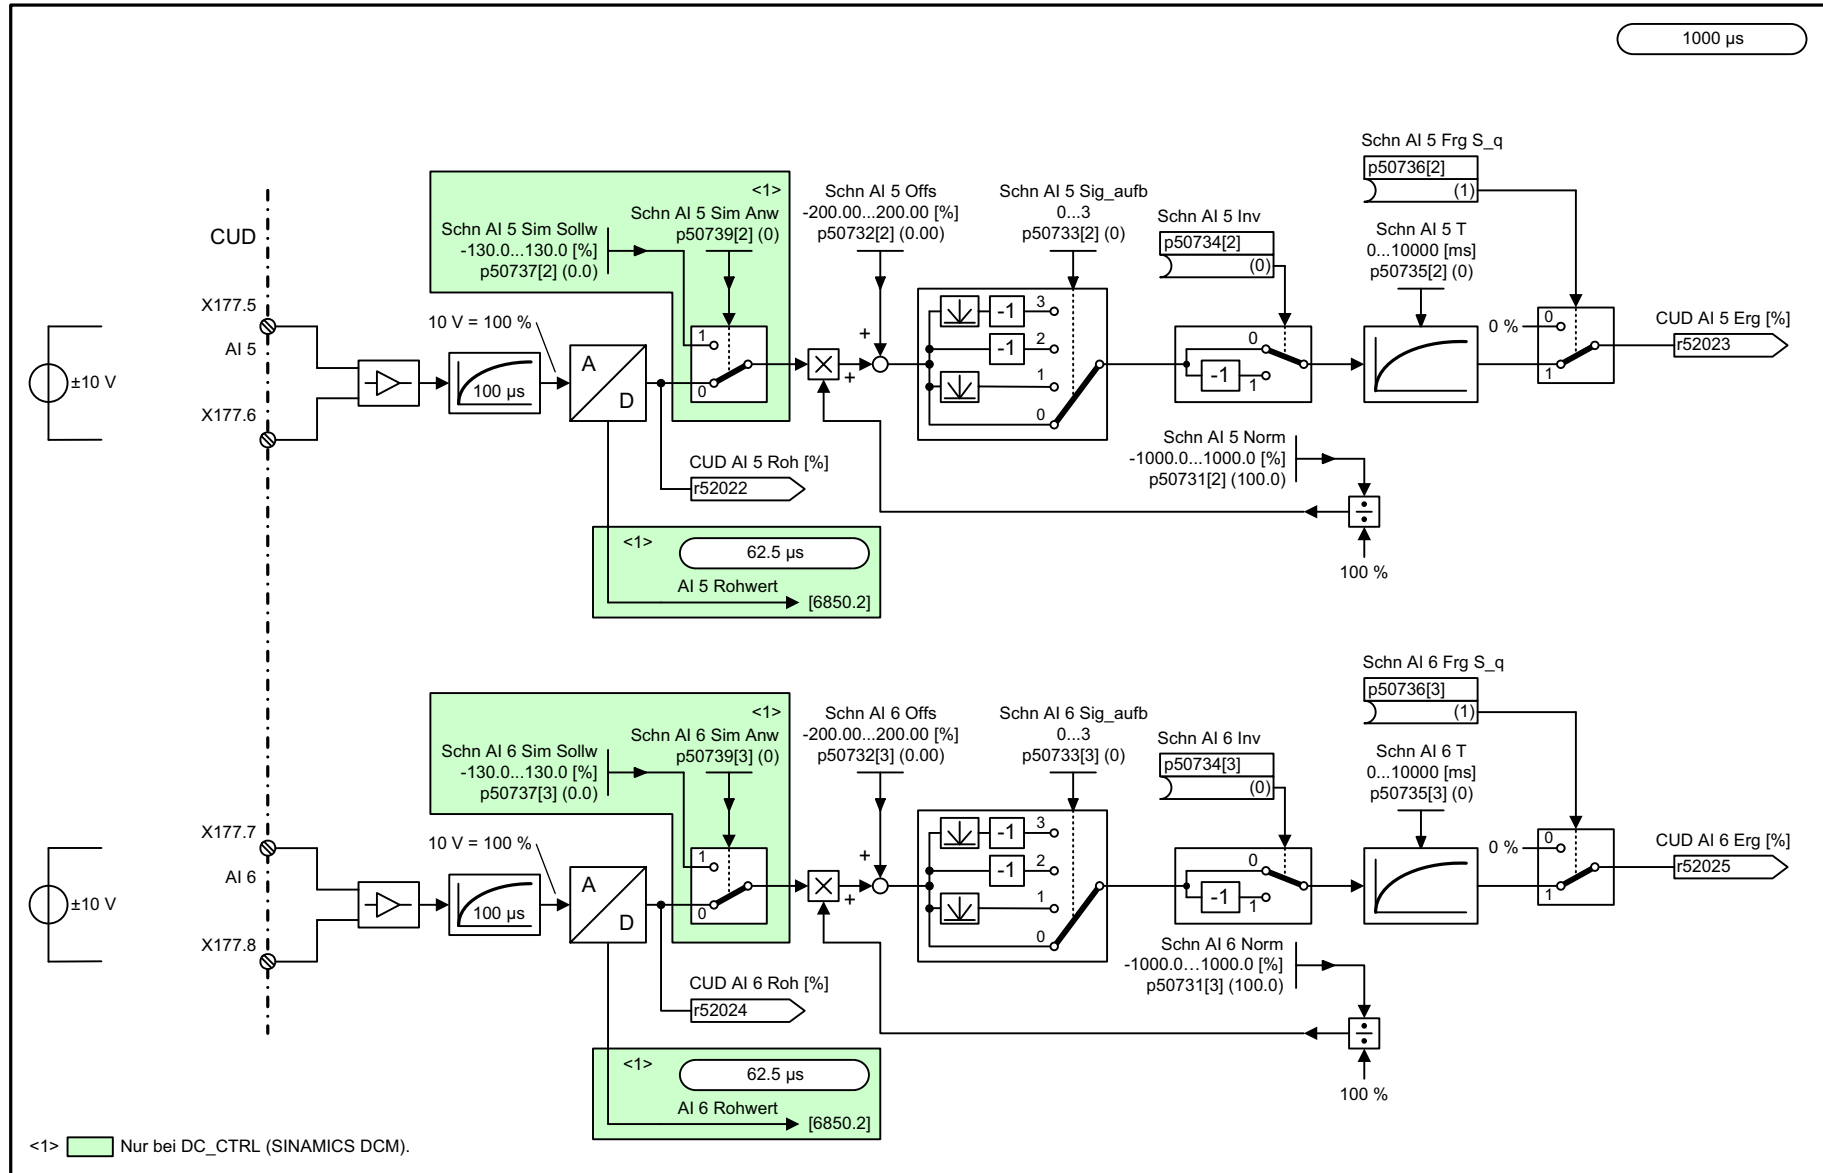 1000 µs
Schn AI 5 Frg S_q
p50736[2]
(1)
<1>
Schn AI 5 Sim Anw
p50739[2] (0)
Schn AI 5 Sim Sollw
-130.0...130.0 [%]
p50737[2] (0.0)
Schn AI 5 Offs
-200.00...200.00 [%]
p50732[2] (0.00)
Schn AI 5 Sig_aufb
0...3
p50733[2] (0)
Schn AI 5 Inv
p50734[2]
(0)
Schn AI 5 T
0...10000 [ms]
p50735[2] (0)
CUD
X177.5
AI 5
X177.6
±10 V
10 V = 100 %
100 µs
A
D
1
0
+
+
3
-1
2
-1
1
0
0
-1
1
0 %
0
1
CUD AI 5 Erg [%]
r52023
CUD AI 5 Roh [%]
r52022
Schn AI 5 Norm
-1000.0...1000.0 [%]
p50731[2] (100.0)
100 %
<1>
62.5 µs
AI 5 Rohwert
[6850.2]
Schn AI 6 Frg S_q
p50736[3]
(1)
<1>
Schn AI 6 Sim Anw
p50739[3] (0)
Schn AI 6 Sim Sollw
-130.0...130.0 [%]
p50737[3] (0.0)
Schn AI 6 Offs
-200.00...200.00 [%]
p50732[3] (0.00)
Schn AI 6 Sig_aufb
0...3
p50733[3] (0)
Schn AI 6 Inv
p50734[3]
(0)
Schn AI 6 T
0...10000 [ms]
p50735[3] (0)
X177.7
AI 6
X177.8
±10 V
10 V = 100 %
100 µs
A
D
1
0
+
+
3
-1
2
-1
1
0
0
-1
1
0 %
0
1
CUD AI 6 Erg [%]
r52025
CUD AI 6 Roh [%]
r52024
Schn AI 6 Norm
-1000.0...1000.0 [%]
p50731[3] (100.0)
100 %
<1>
62.5 µs
AI 6 Rohwert
[6850.2]
<1> Nur bei DC_CTRL (SINAMICS DCM).